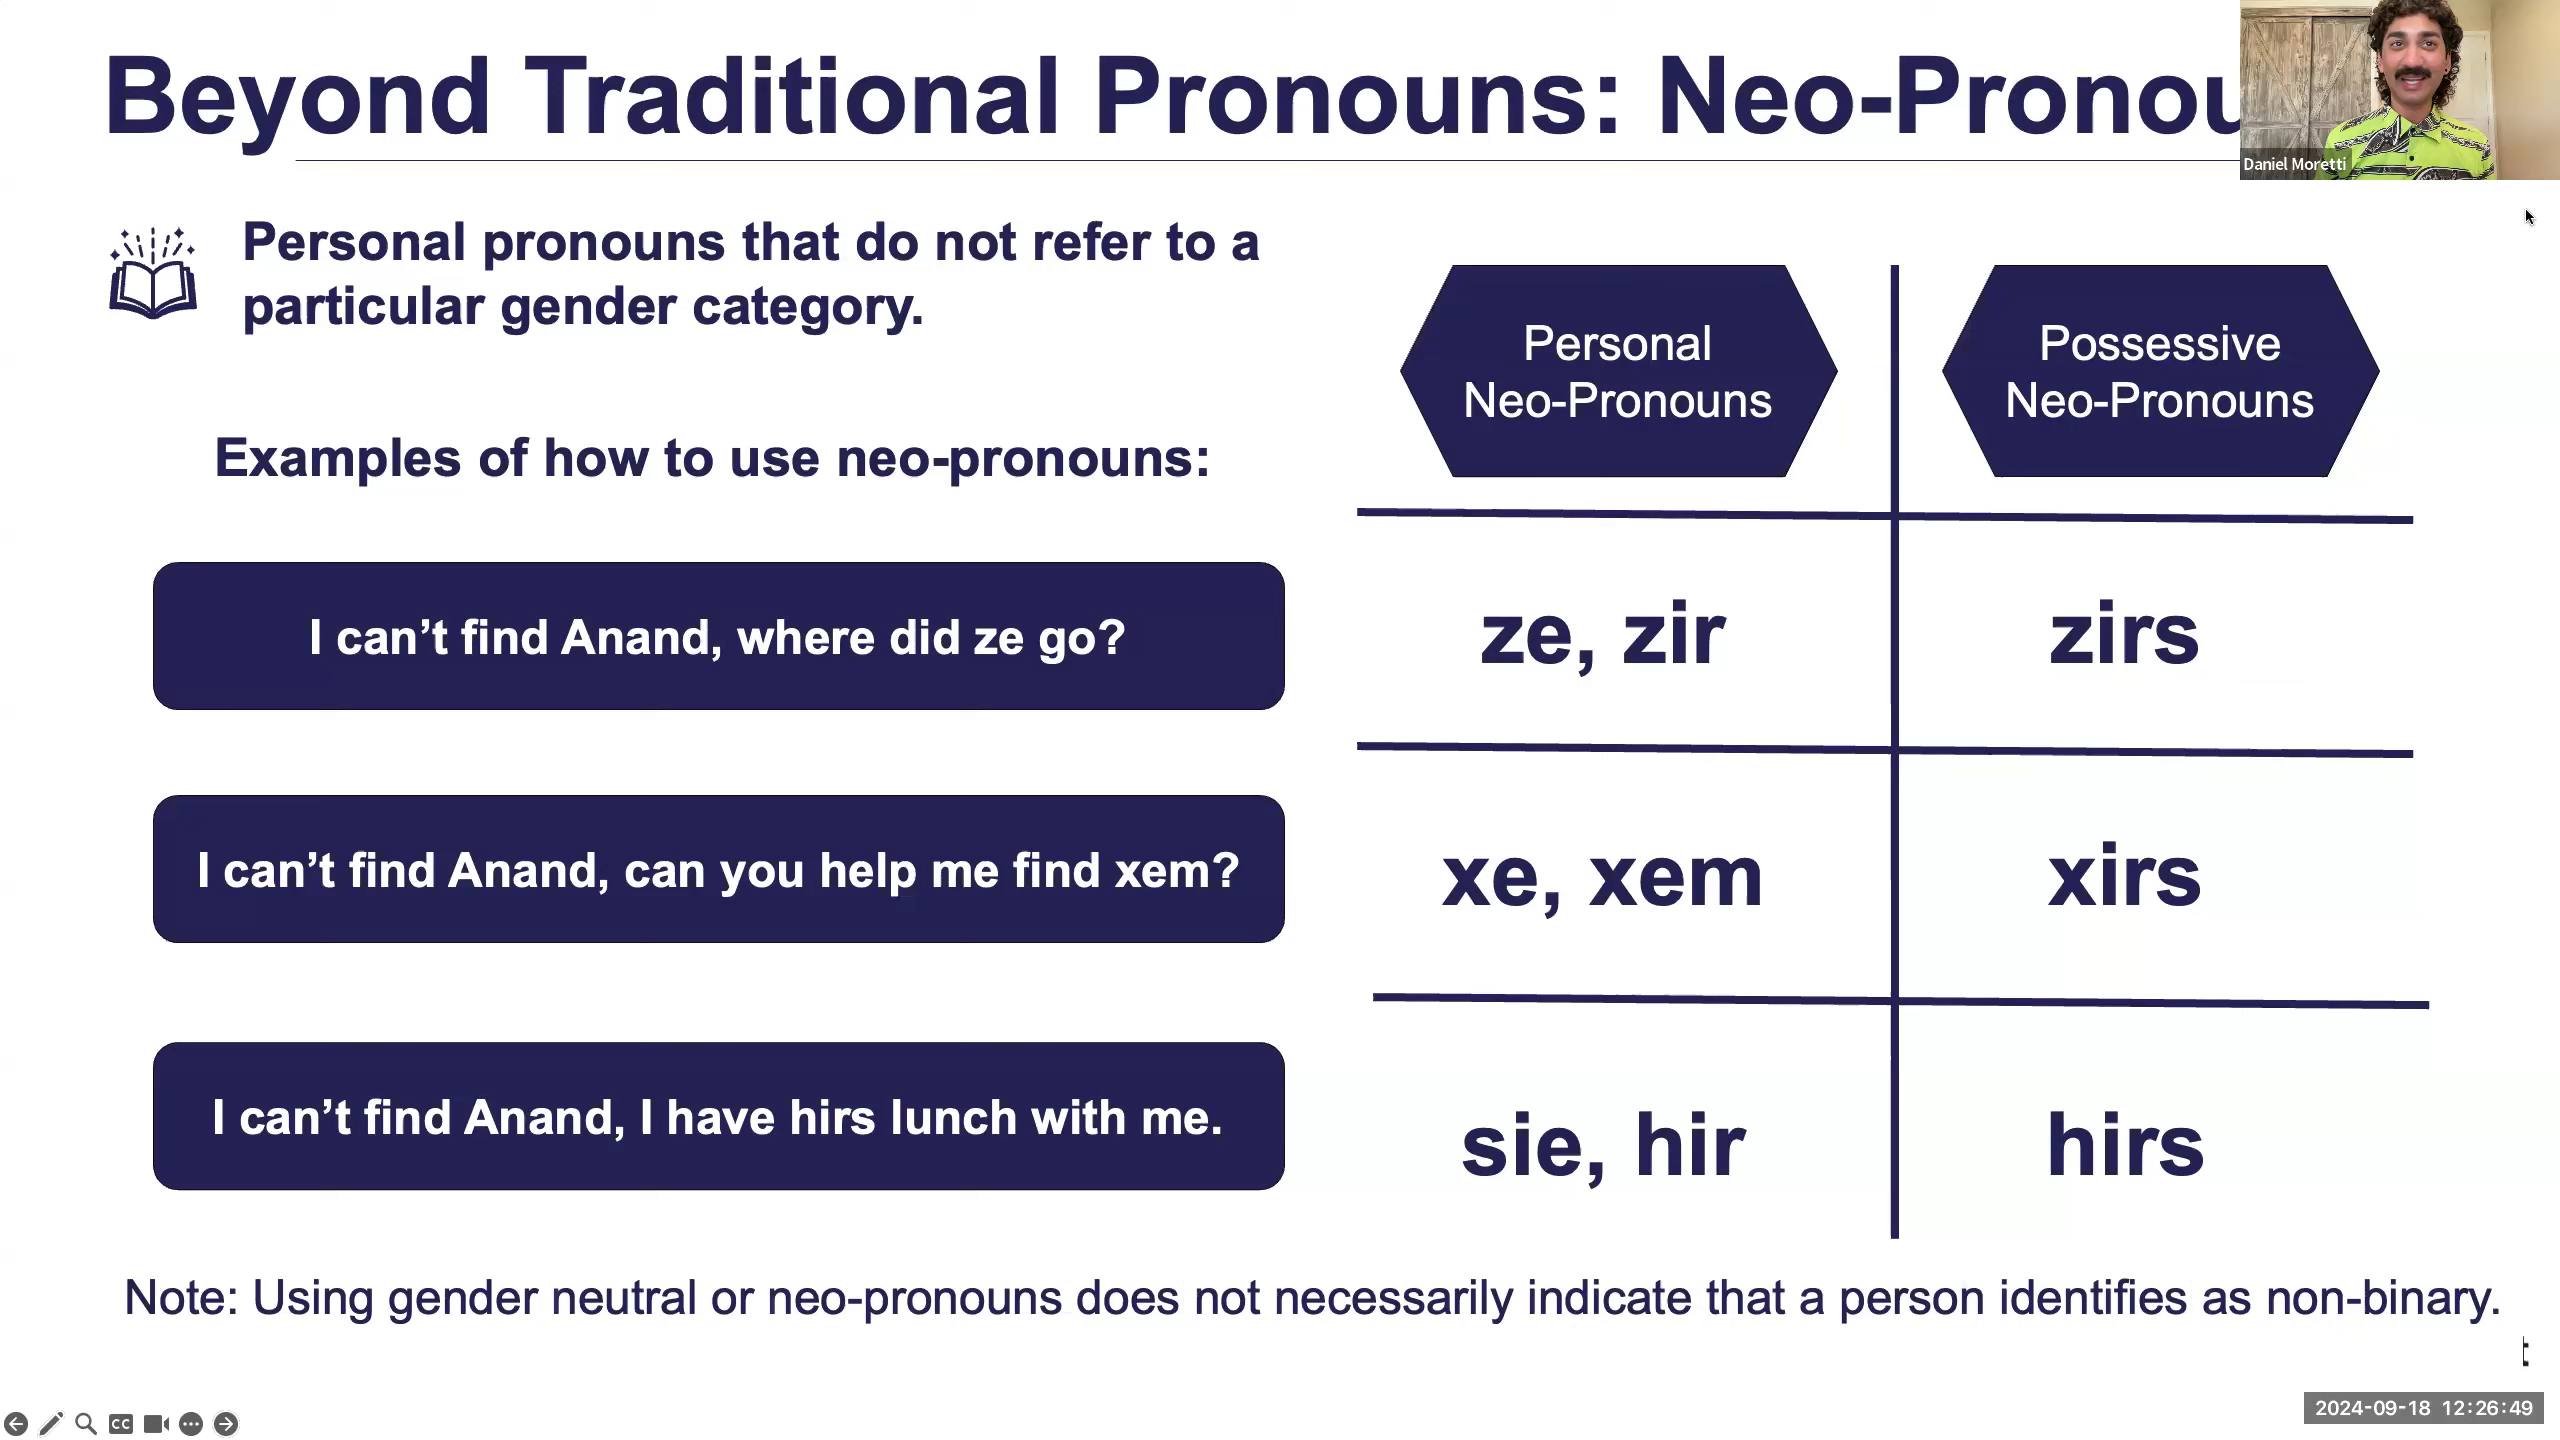 Beyond Traditional Pronouns: Neo-Pronou
Daniel Moretti
Personal pronouns that do not refer to a
particular gender category.
Examples of how to use neo-pronouns:
I can’t find Anand, where did ze go?
I can’t find Anand, can you help me find xem?
I can’t find Anand, I have hirs lunch with me.
Personal
Neo-Pronouns
Possessive
Neo-Pronouns
ze, zir
zirs
xe, xem
xirs
sie, hir
hirs
Note: Using gender neutral or neo-pronouns does not necessarily indicate that a person identifies as non-binary.
CC
2024-09-18 12:26:49